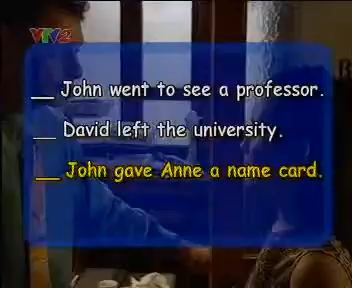 VTV2
__ John went to see a professor.
__ David left the university.
__ John gave Anne a name card.